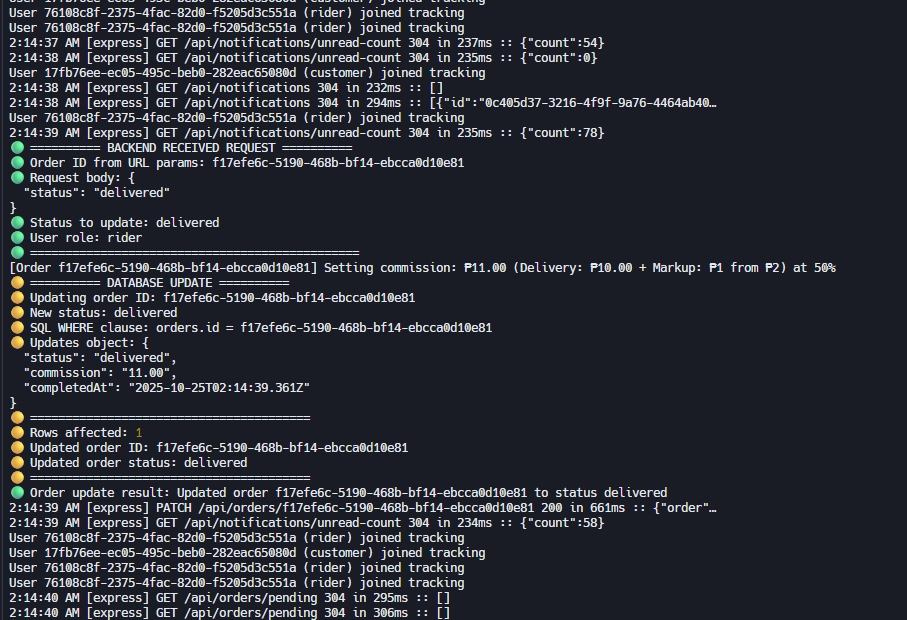 User 76108c8f-2375-4fac-82d0-f5205d3c551a (rider) joined tracking
User 76108c8f-2375-4fac-82d0-f5205d3c551a (rider) joined tracking
2:14:37 AM [express] GET /api/notifications/unread-count 304 in 237ms :: {"count":54}
2:14:38 AM [express] GET /api/notifications/unread-count 304 in 235ms :: {"count":0}
User 17fb76ee-ec05-495c-beb0-282eac65080d (customer) joined tracking
2:14:38 AM [express] GET /api/notifications 304 in 232ms :: []
2:14:38 AM [express] GET /api/notifications 304 in 294ms :: [{"id":"0c405d37-3216-4f9f-9a76-4464ab40…
User 76108c8f-2375-4fac-82d0-f5205d3c551a (rider) joined tracking
2:14:39 AM [express] GET /api/notifications/unread-count 304 in 235ms :: {"count":78}
========== BACKEND RECEIVED REQUEST ==========
Order ID from URL params: f17efe6c-5190-468b-bf14-ebcca0d10e81
Request body: {
"status": "delivered"
}
Status to update: delivered
User role: rider
===============================================
[Order f17efe6c-5190-468b-bf14-ebcca0d10e81] Setting commission: ₱11.00 (Delivery: ₱10.00 + Markup: ₱1 from ₱2) at 50%
========== DATABASE UPDATE ==========
Updating order ID: f17efe6c-5190-468b-bf14-ebcca0d10e81
New status: delivered
SQL WHERE clause: orders.id = f17efe6c-5190-468b-bf14-ebcca0d10e81
Updates object: {
"status": "delivered",
"commission": "11.00",
"completedAt": "2025-10-25T02:14:39.361Z"
}
========================================
Rows affected: 1
Updated order ID: f17efe6c-5190-468b-bf14-ebcca0d10e81
Updated order status: delivered
========================================
Order update result: Updated order f17efe6c-5190-468b-bf14-ebcca0d10e81 to status delivered
2:14:39 AM [express] PATCH /api/orders/f17efe6c-5190-468b-bf14-ebcca0d10e81 200 in 661ms :: {"order"…
2:14:39 AM [express] GET /api/notifications/unread-count 304 in 234ms :: {"count":58}
User 76108c8f-2375-4fac-82d0-f5205d3c551a (rider) joined tracking
User 17fb76ee-ec05-495c-beb0-282eac65080d (customer) joined tracking
User 76108c8f-2375-4fac-82d0-f5205d3c551a (rider) joined tracking
User 76108c8f-2375-4fac-82d0-f5205d3c551a (rider) joined tracking
2:14:40 AM [express] GET /api/orders/pending 304 in 295ms :: []
2:14:40 AM [express] GET /api/orders/pending 304 in 306ms :: []